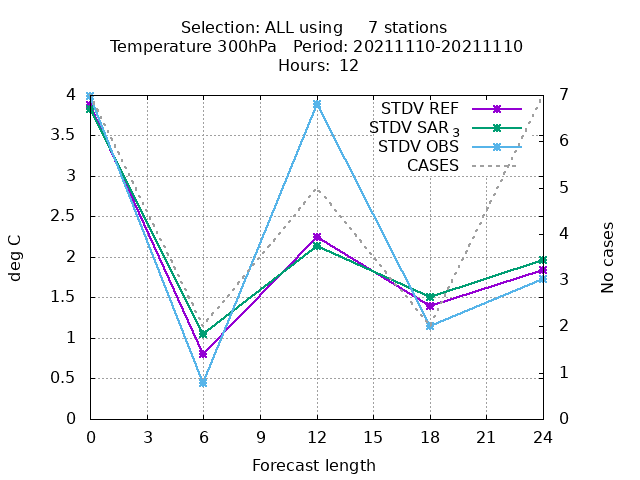 Selection: ALL using     7 stations
Temperature 300hPa   Period: 20211110-20211110
Hours: 12
STDV REF
STDV SAR 3
STDV OBS
CASES
4
3.5
3
2.5
2
1.5
1
0.5
0
7
6
5
4
3
2
1
0
deg C
No cases
0 3 6 9 12 15 18 21 24
Forecast length